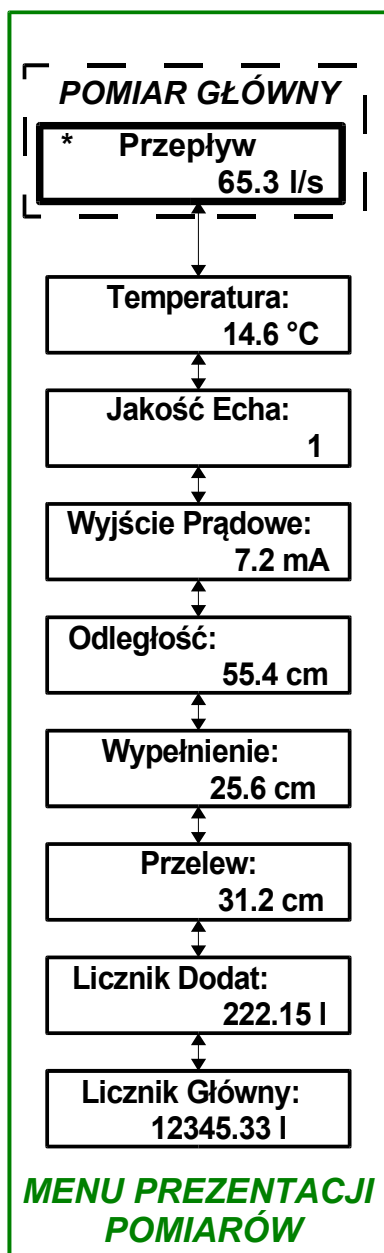 POMIAR GŁÓWNY
* Przepływ
65.3 l/s
Temperatura:
14.6 °C
Jakość Echa:
1
Wyjście Prądowe:
7.2 mA
Odległość:
55.4 cm
Wypełnienie:
25.6 cm
Przelew:
31.2 cm
Licznik Dodat:
222.15 l
Licznik Główny:
12345.33 l
MENU PREZENTACJI
POMIARÓW